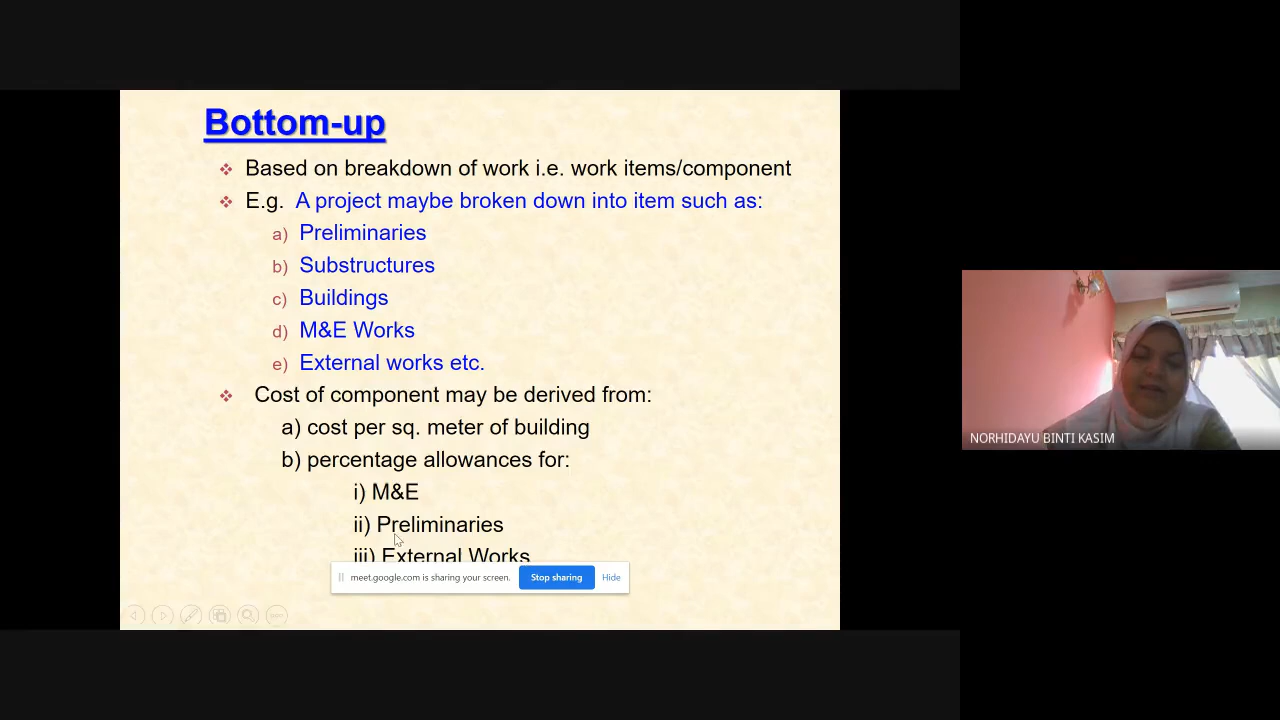 Bottom-up
Based on breakdown of work i.e. work items/component
E.g. A project maybe broken down into item such as:
a) Preliminaries
b) Substructures
c) Buildings
d) M&E Works
e) External works etc.
Cost of component may be derived from:
a) cost per sq. meter of building
b) percentage allowances for:
i) M&E
ii) Preliminaries
iii) External Works
meet.google.com is sharing your screen.
Stop sharing
Hide
NORHIDAYU BINTI KASIM